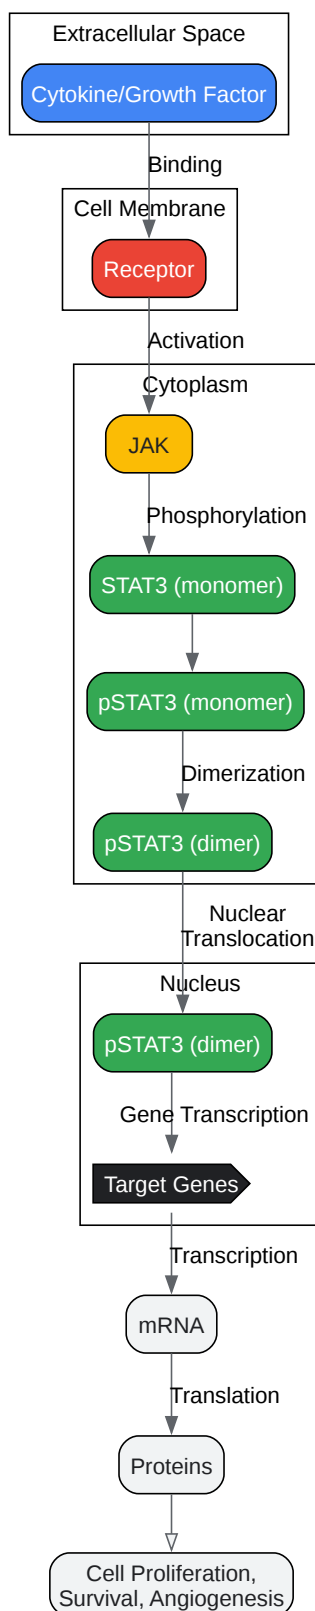 Extracellular Space
Cytokine/Growth Factor
Binding
Cell Membrane
Receptor
Activation
Cytoplasm
JAK
Phosphorylation
STAT3 (monomer)
pSTAT3 (monomer)
Dimerization
pSTAT3 (dimer)
Nuclear
Translocation
Nucleus
pSTAT3 (dimer)
Gene Transcription
Target Genes
Transcription
mRNA
Translation
Proteins
Cell Proliferation,
Survival, Angiogenesis